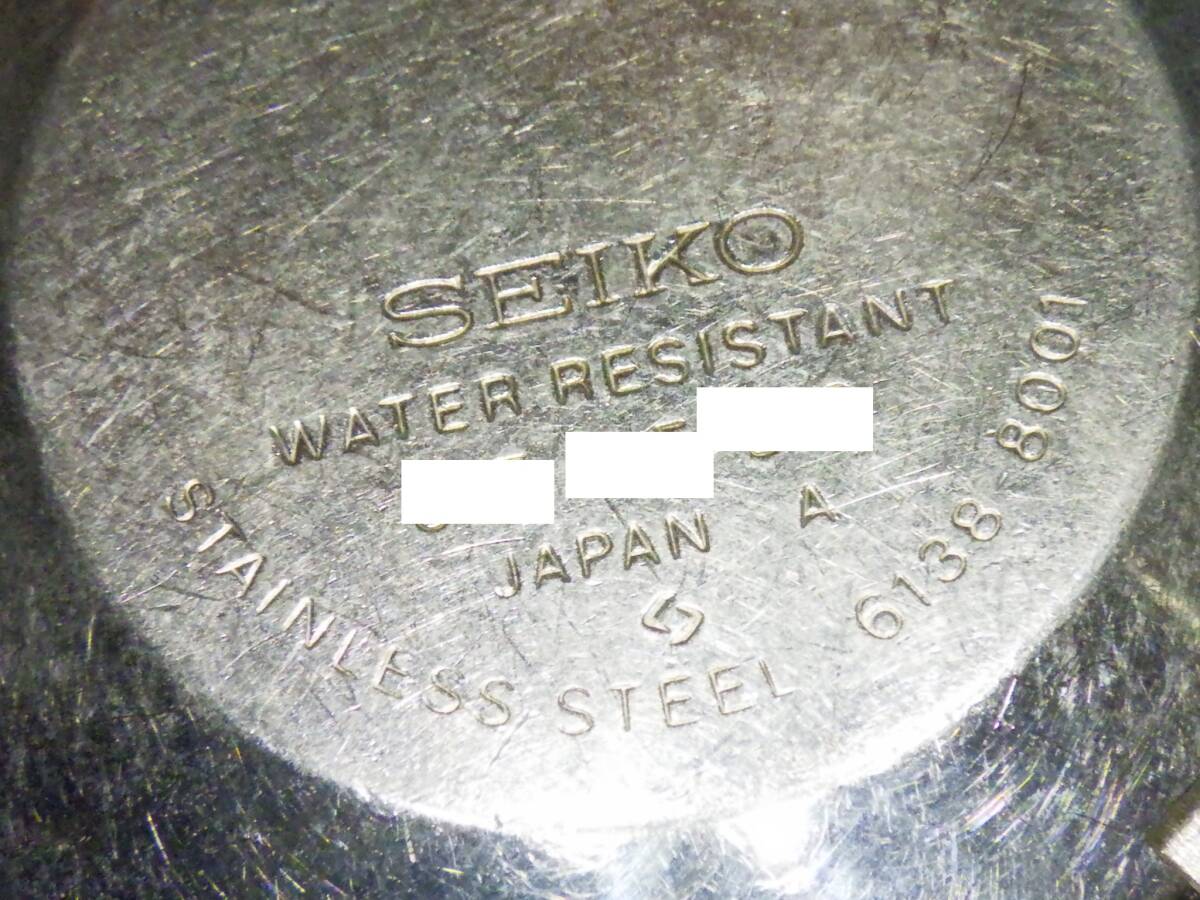 SEIKO
WATER RESISTANT
JAPAN A
STAINLESS STEEL 6138 8001